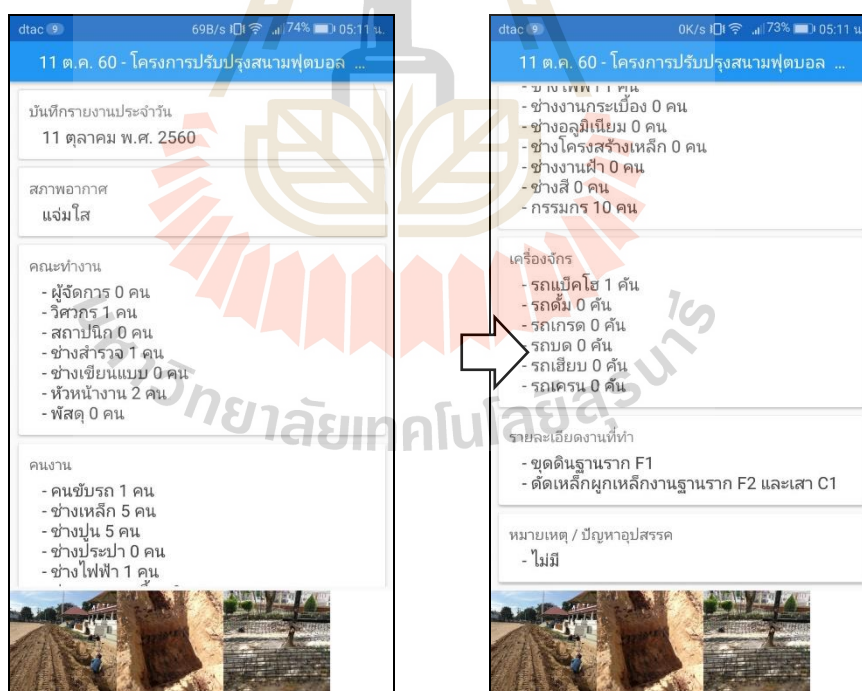 dtac 9 69B/s 74% 05:11 น.
11 ต.ค. 60 - โครงการปรับปรุงสนามฟุตบอล ...
บันทึกรายงานประจำวัน
11 ตุลาคม พ.ศ. 2560
สภาพอากาศ
แจ่มใส
คณะทำงาน
- ผู้จัดการ 0 คน
- วิศวกร 1 คน
- สถาปนิก 0 คน
- ช่างสำรวจ 1 คน
- ช่างเขียนแบบ 0 คน
- หัวหน้างาน 2 คน
- พัสดุ 0 คน
คนงาน
- คนขับรถ 1 คน
- ช่างเหล็ก 5 คน
- ช่างปูน 5 คน
- ช่างประปา 0 คน
- ช่างไฟฟ้า 1 คน
dtac 9 0K/s 73% 05:11 น.
11 ต.ค. 60 - โครงการปรับปรุงสนามฟุตบอล ...
- ช่างไฟฟ้า 1 คน
- ช่างงานกระเบื้อง 0 คน
- ช่างอลูมิเนียม 0 คน
- ช่างโครงสร้างเหล็ก 0 คน
- ช่างงานฝ้า 0 คน
- ช่างสี 0 คน
- กรรมกร 10 คน
เครื่องจักร
- รถแบ็คโฮ 1 คัน
- รถดั้ม 0 คัน
- รถเกรด 0 คัน
- รถบด 0 คัน
- รถเฮี๊ยบ 0 คัน
- รถเครน 0 คัน
รายละเอียดงานที่ทำ
- ขุดดินฐานราก F1
- ดัดเหล็กผูกเหล็กงานฐานราก F2 และเสา C1
หมายเหตุ / ปัญหาอุปสรรค
- ไม่มี
มหาวิทยาลัยเทคโนโลยีสุรนารี